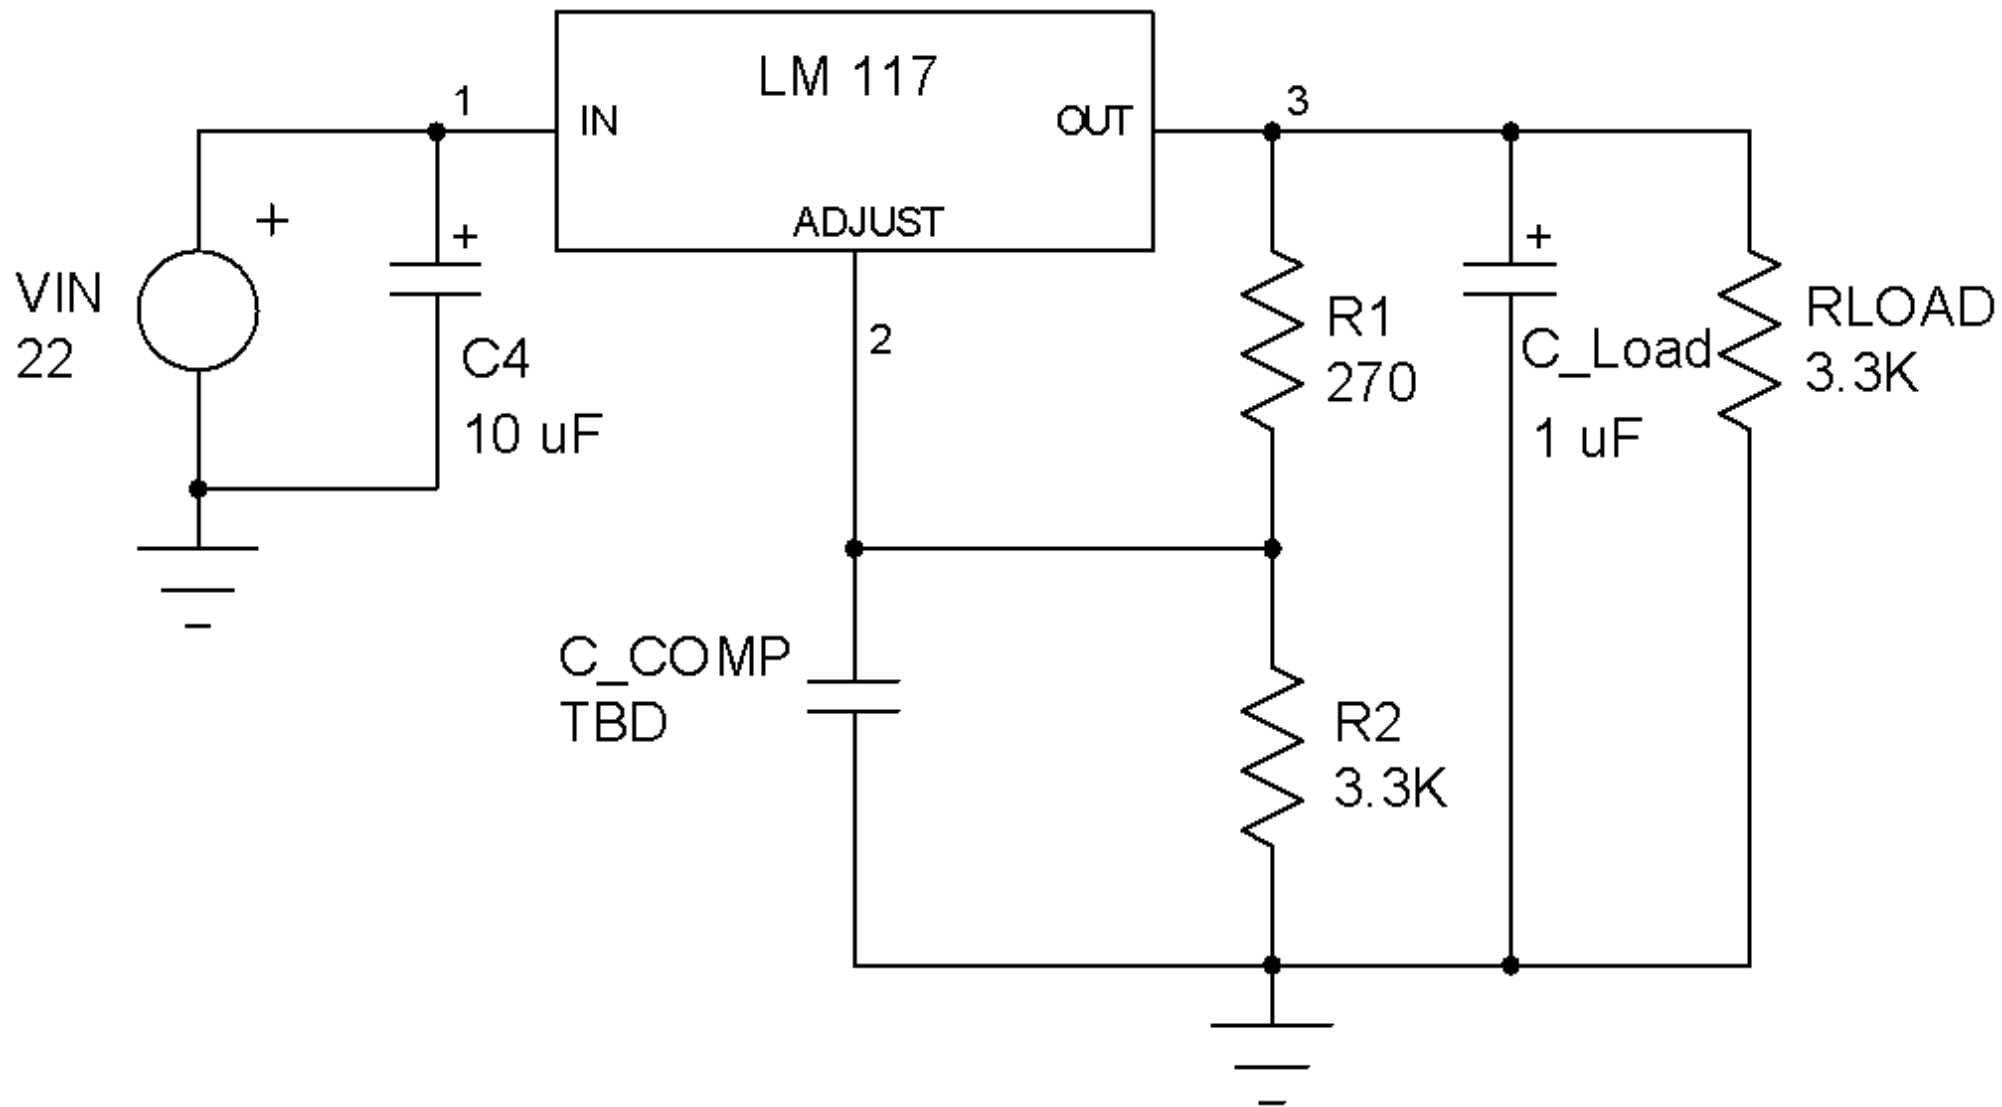 LM 117
1
IN
OUT
3
ADJUST
+
+
+
VIN
22
C4
10 uF
2
R1
270
C_Load
1 uF
RLOAD
3.3K
C_COMP
TBD
R2
3.3K